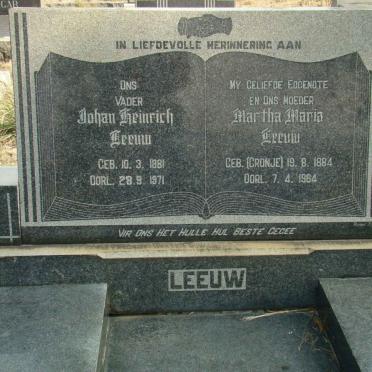 IN LIEFDEVOLLE HERINNERING AAN
ONS
VADER
Johan Heinrich
Leeuw
GEB. 10. 3. 1881
OORL. 28. 9. 1971
MY GELIEFDE EGGENOTE
EN ONS MOEDER
Martha Maria
Leeuw
GEB. (CRONJE) 19. 8. 1884
OORL. 7. 4. 1964
VIR ONS HET HULLE HUL BESTE GEGEE
LEEUW